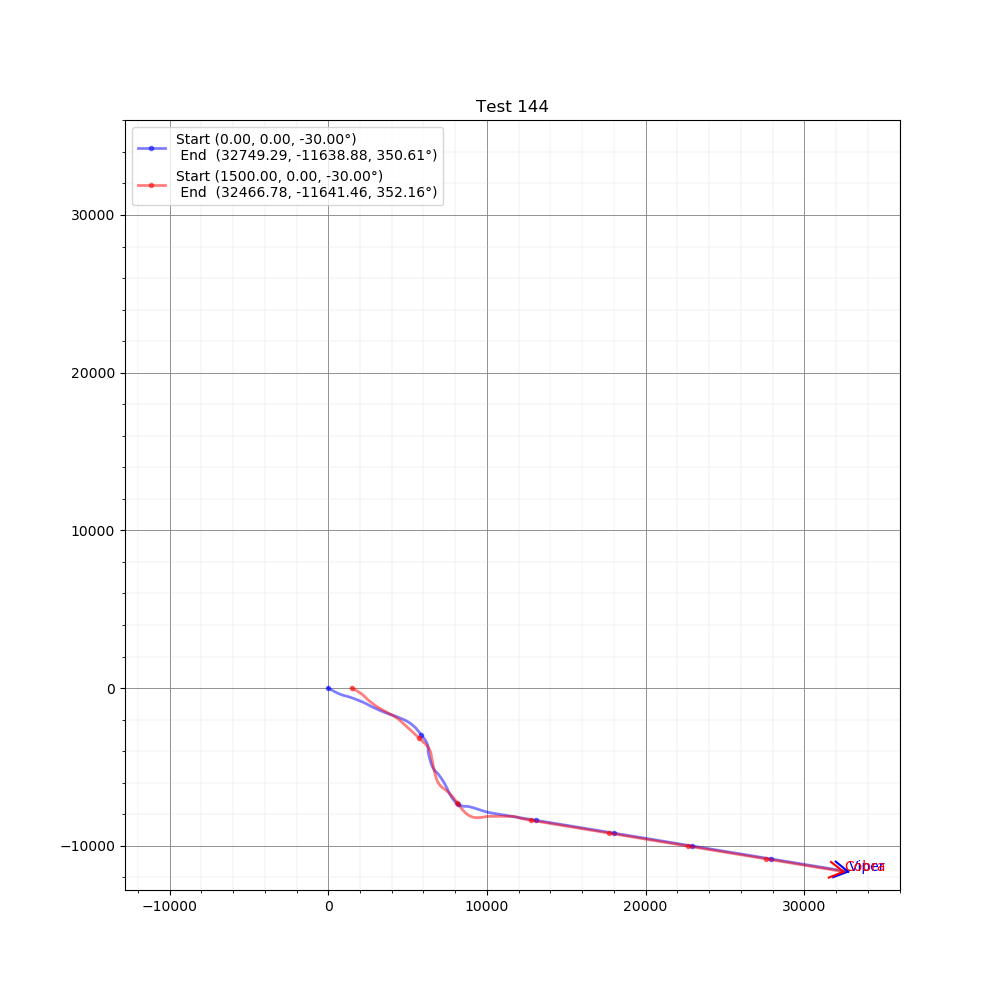 Test 144
Start (0.00, 0.00, -30.00°)
End  (32749.29, -11638.88, 350.61°)
Start (1500.00, 0.00, -30.00°)
End  (32466.78, -11641.46, 352.16°)
30000
20000
10000
0
−10000
Viper
Cobra
−10000
0
10000
20000
30000